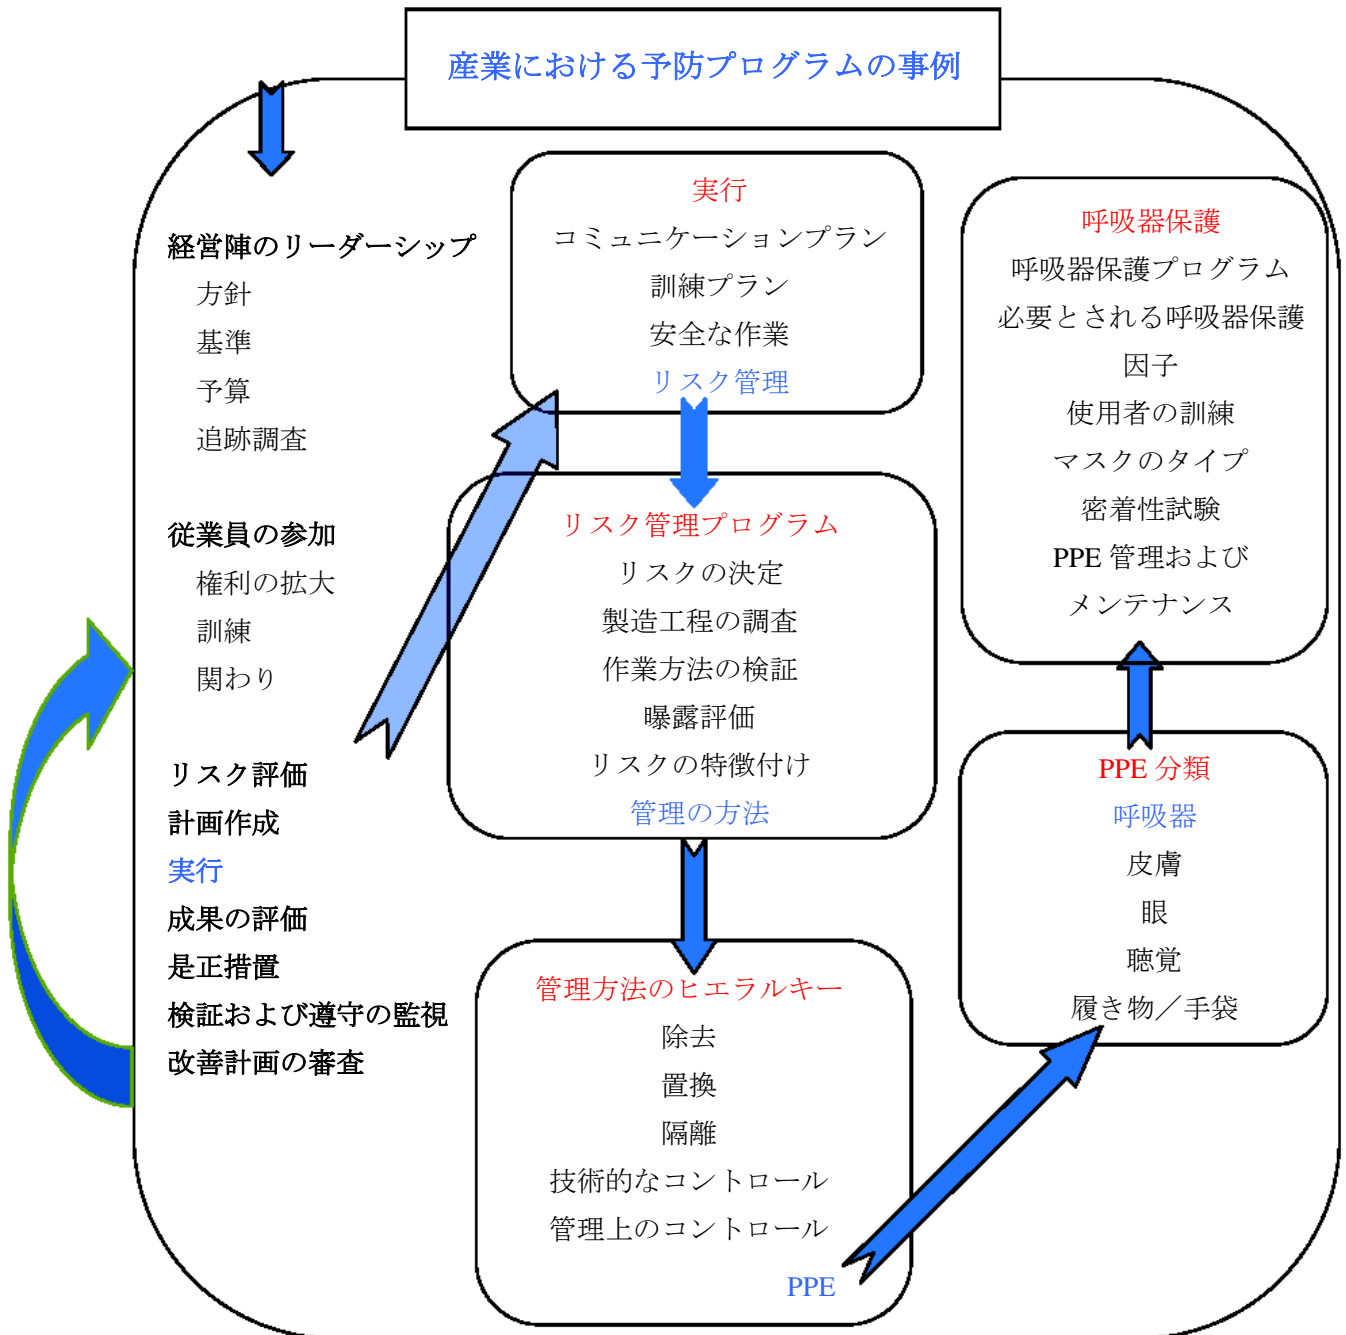 産業における予防プログラムの事例
経営陣のリーダーシップ
方針
基準
予算
追跡調査
従業員の参加
権利の拡大
訓練
関わり
リスク評価
計画作成
実行
成果の評価
是正措置
検証および遵守の監視
改善計画の審査
実行
コミュニケーションプラン
訓練プラン
安全な作業
リスク管理
リスク管理プログラム
リスクの決定
製造工程の調査
作業方法の検証
曝露評価
リスクの特徴付け
管理の方法
管理方法のヒエラルキー
除去
置換
隔離
技術的なコントロール
管理上のコントロール
PPE
PPE 分類
呼吸器
皮膚
眼
聴覚
履き物／手袋
呼吸器保護
呼吸器保護プログラム
必要とされる呼吸器保護
因子
使用者の訓練
マスクのタイプ
密着性試験
PPE 管理および
メンテナンス